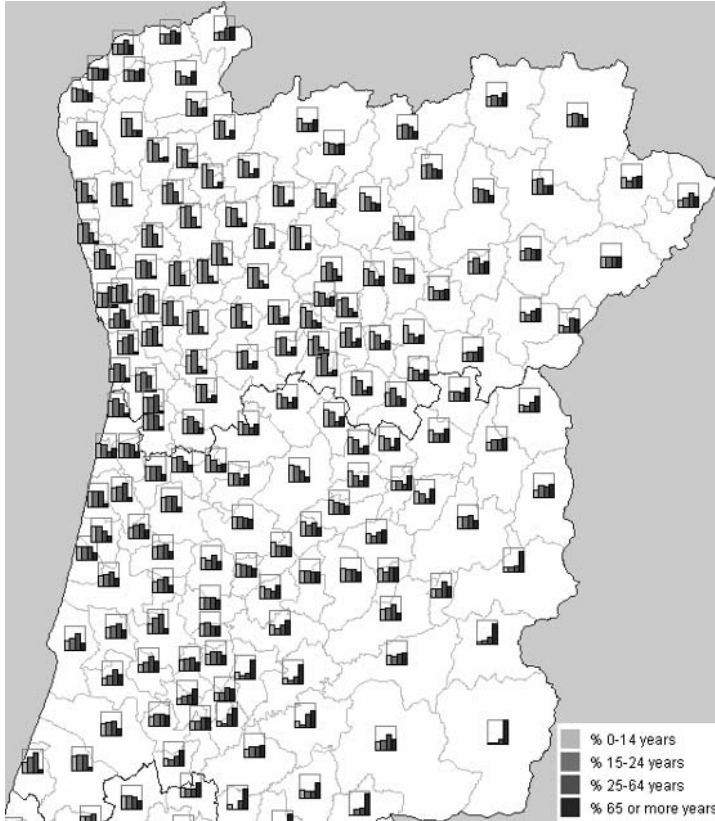 % 0-14 years
% 15-24 years
% 25-64 years
% 65 or more years